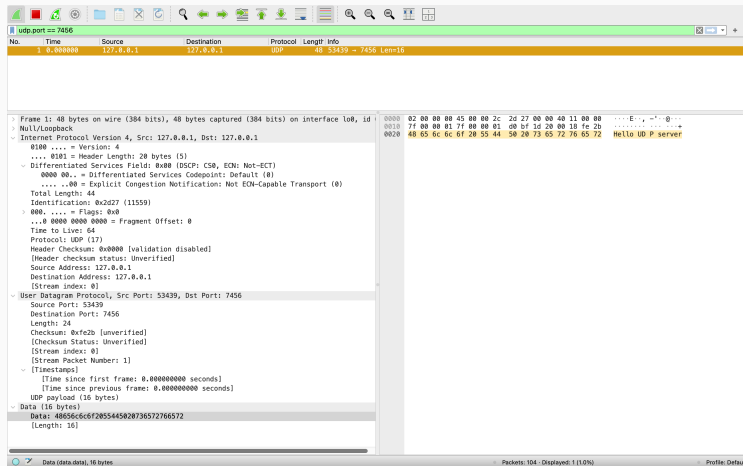 udp.port == 7456
No. Time Source Destination Protocol Length Info
1 0.000000 127.0.0.1 127.0.0.1 UDP 48 53439 → 7456 Len=16
Frame 1: 48 bytes on wire (384 bits), 48 bytes captured (384 bits) on interface lo0, id
Null/Loopback
Internet Protocol Version 4, Src: 127.0.0.1, Dst: 127.0.0.1
0100 .... = Version: 4
.... 0101 = Header Length: 20 bytes (5)
Differentiated Services Field: 0x00 (DSCP: CS0, ECN: Not-ECT)
0000 00.. = Differentiated Services Codepoint: Default (0)
.... ..00 = Explicit Congestion Notification: Not ECN-Capable Transport (0)
Total Length: 44
Identification: 0x2d27 (11559)
000. .... = Flags: 0x0
...0 0000 0000 0000 = Fragment Offset: 0
Time to Live: 64
Protocol: UDP (17)
Header Checksum: 0x0000 [validation disabled]
[Header checksum status: Unverified]
Source Address: 127.0.0.1
Destination Address: 127.0.0.1
[Stream index: 0]
User Datagram Protocol, Src Port: 53439, Dst Port: 7456
Source Port: 53439
Destination Port: 7456
Length: 24
Checksum: 0xfe2b [unverified]
[Checksum Status: Unverified]
[Stream index: 0]
[Stream Packet Number: 1]
[Timestamps]
[Time since first frame: 0.000000000 seconds]
[Time since previous frame: 0.000000000 seconds]
UDP payload (16 bytes)
Data (16 bytes)
Data: 48656c6c6f2055445020736572766572
[Length: 16]
0000 02 00 00 00 45 00 00 2c 2d 27 00 00 40 11 00 00 ····E··, -'··@···
0010 7f 00 00 01 7f 00 00 01 d0 bf 1d 20 00 18 fe 2b ········ ··· ···+
0020 48 65 6c 6c 6f 20 55 44 50 20 73 65 72 76 65 72 Hello UD P server
Data (data.data), 16 bytes
Packets: 104 · Displayed: 1 (1.0%)
Profile: Defau